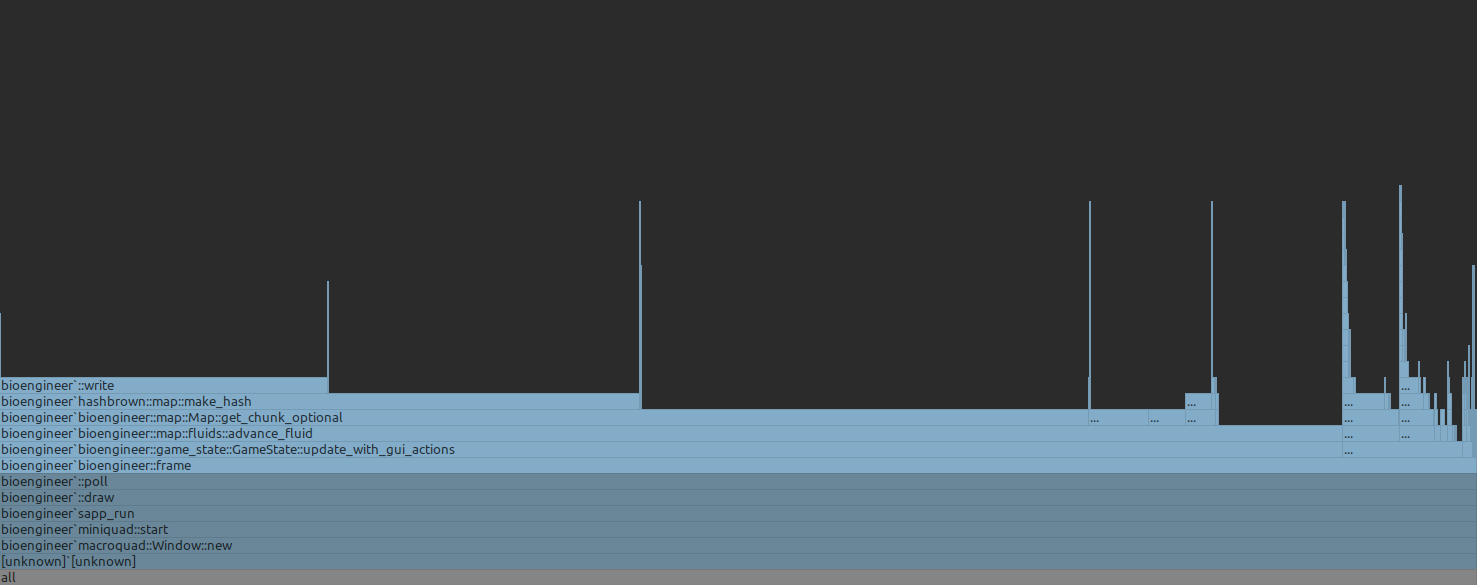 bioengineer`::write
bioengineer`hashbrown::map::make_hash
...
...
...
bioengineer`bioengineer::map::Map::get_chunk_optional
...
...
...
...
...
bioengineer`bioengineer::map::fluids::advance_fluid
...
...
bioengineer`bioengineer::game_state::GameState::update_with_gui_actions
...
bioengineer`bioengineer::frame
bioengineer`::poll
bioengineer`::draw
bioengineer`sapp_run
bioengineer`miniquad::start
bioengineer`macroquad::Window::new
[unknown]`[unknown]
all